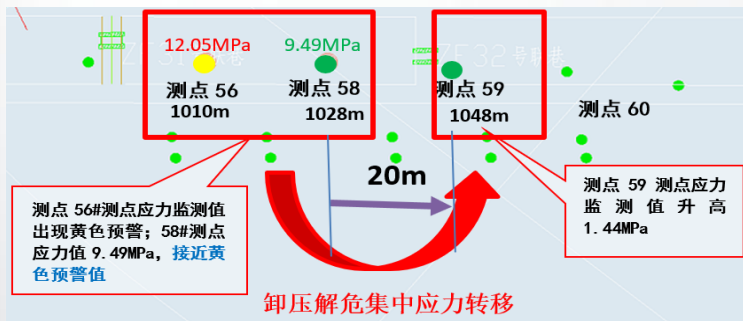 12.05MPa
9.49MPa
测点 56
1010m
测点 58
1028m
测点 59
1048m
测点 60
20m
测点 56#测点应力监测值
出现黄色预警；58#测点
应力值 9.49MPa，接近黄
色预警值
测点 59 测点应力
监 测 值 升 高
1.44MPa
卸压解危集中应力转移